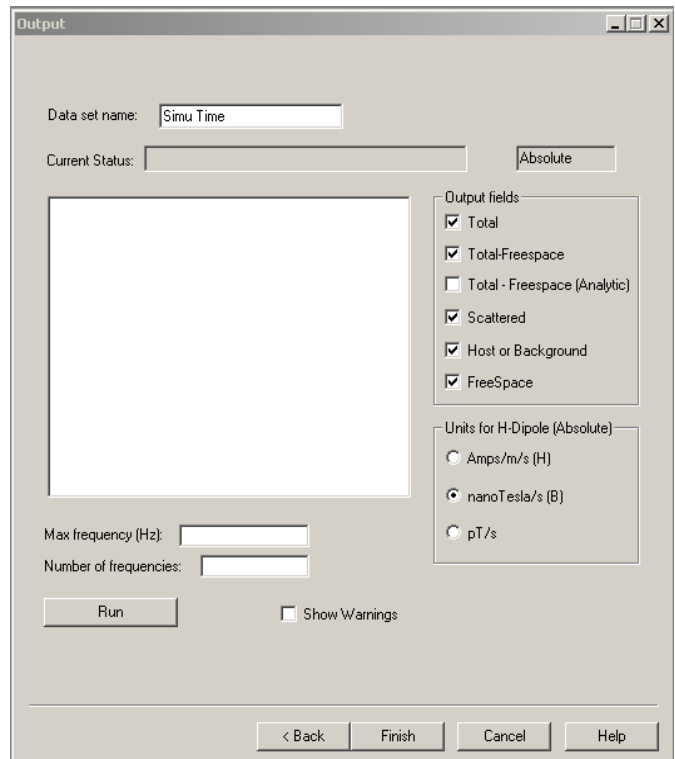 Output
Data set name: Simu Time
Current Status: Absolute
Output fields
Total
Total-Freespace
Total - Freespace (Analytic)
Scattered
Host or Background
FreeSpace
Units for H-Dipole (Absolute)
Amps/m/s (H)
nanoTesla/s (B)
pT/s
Max frequency (Hz):
Number of frequencies:
Run Show Warnings
< Back Finish Cancel Help